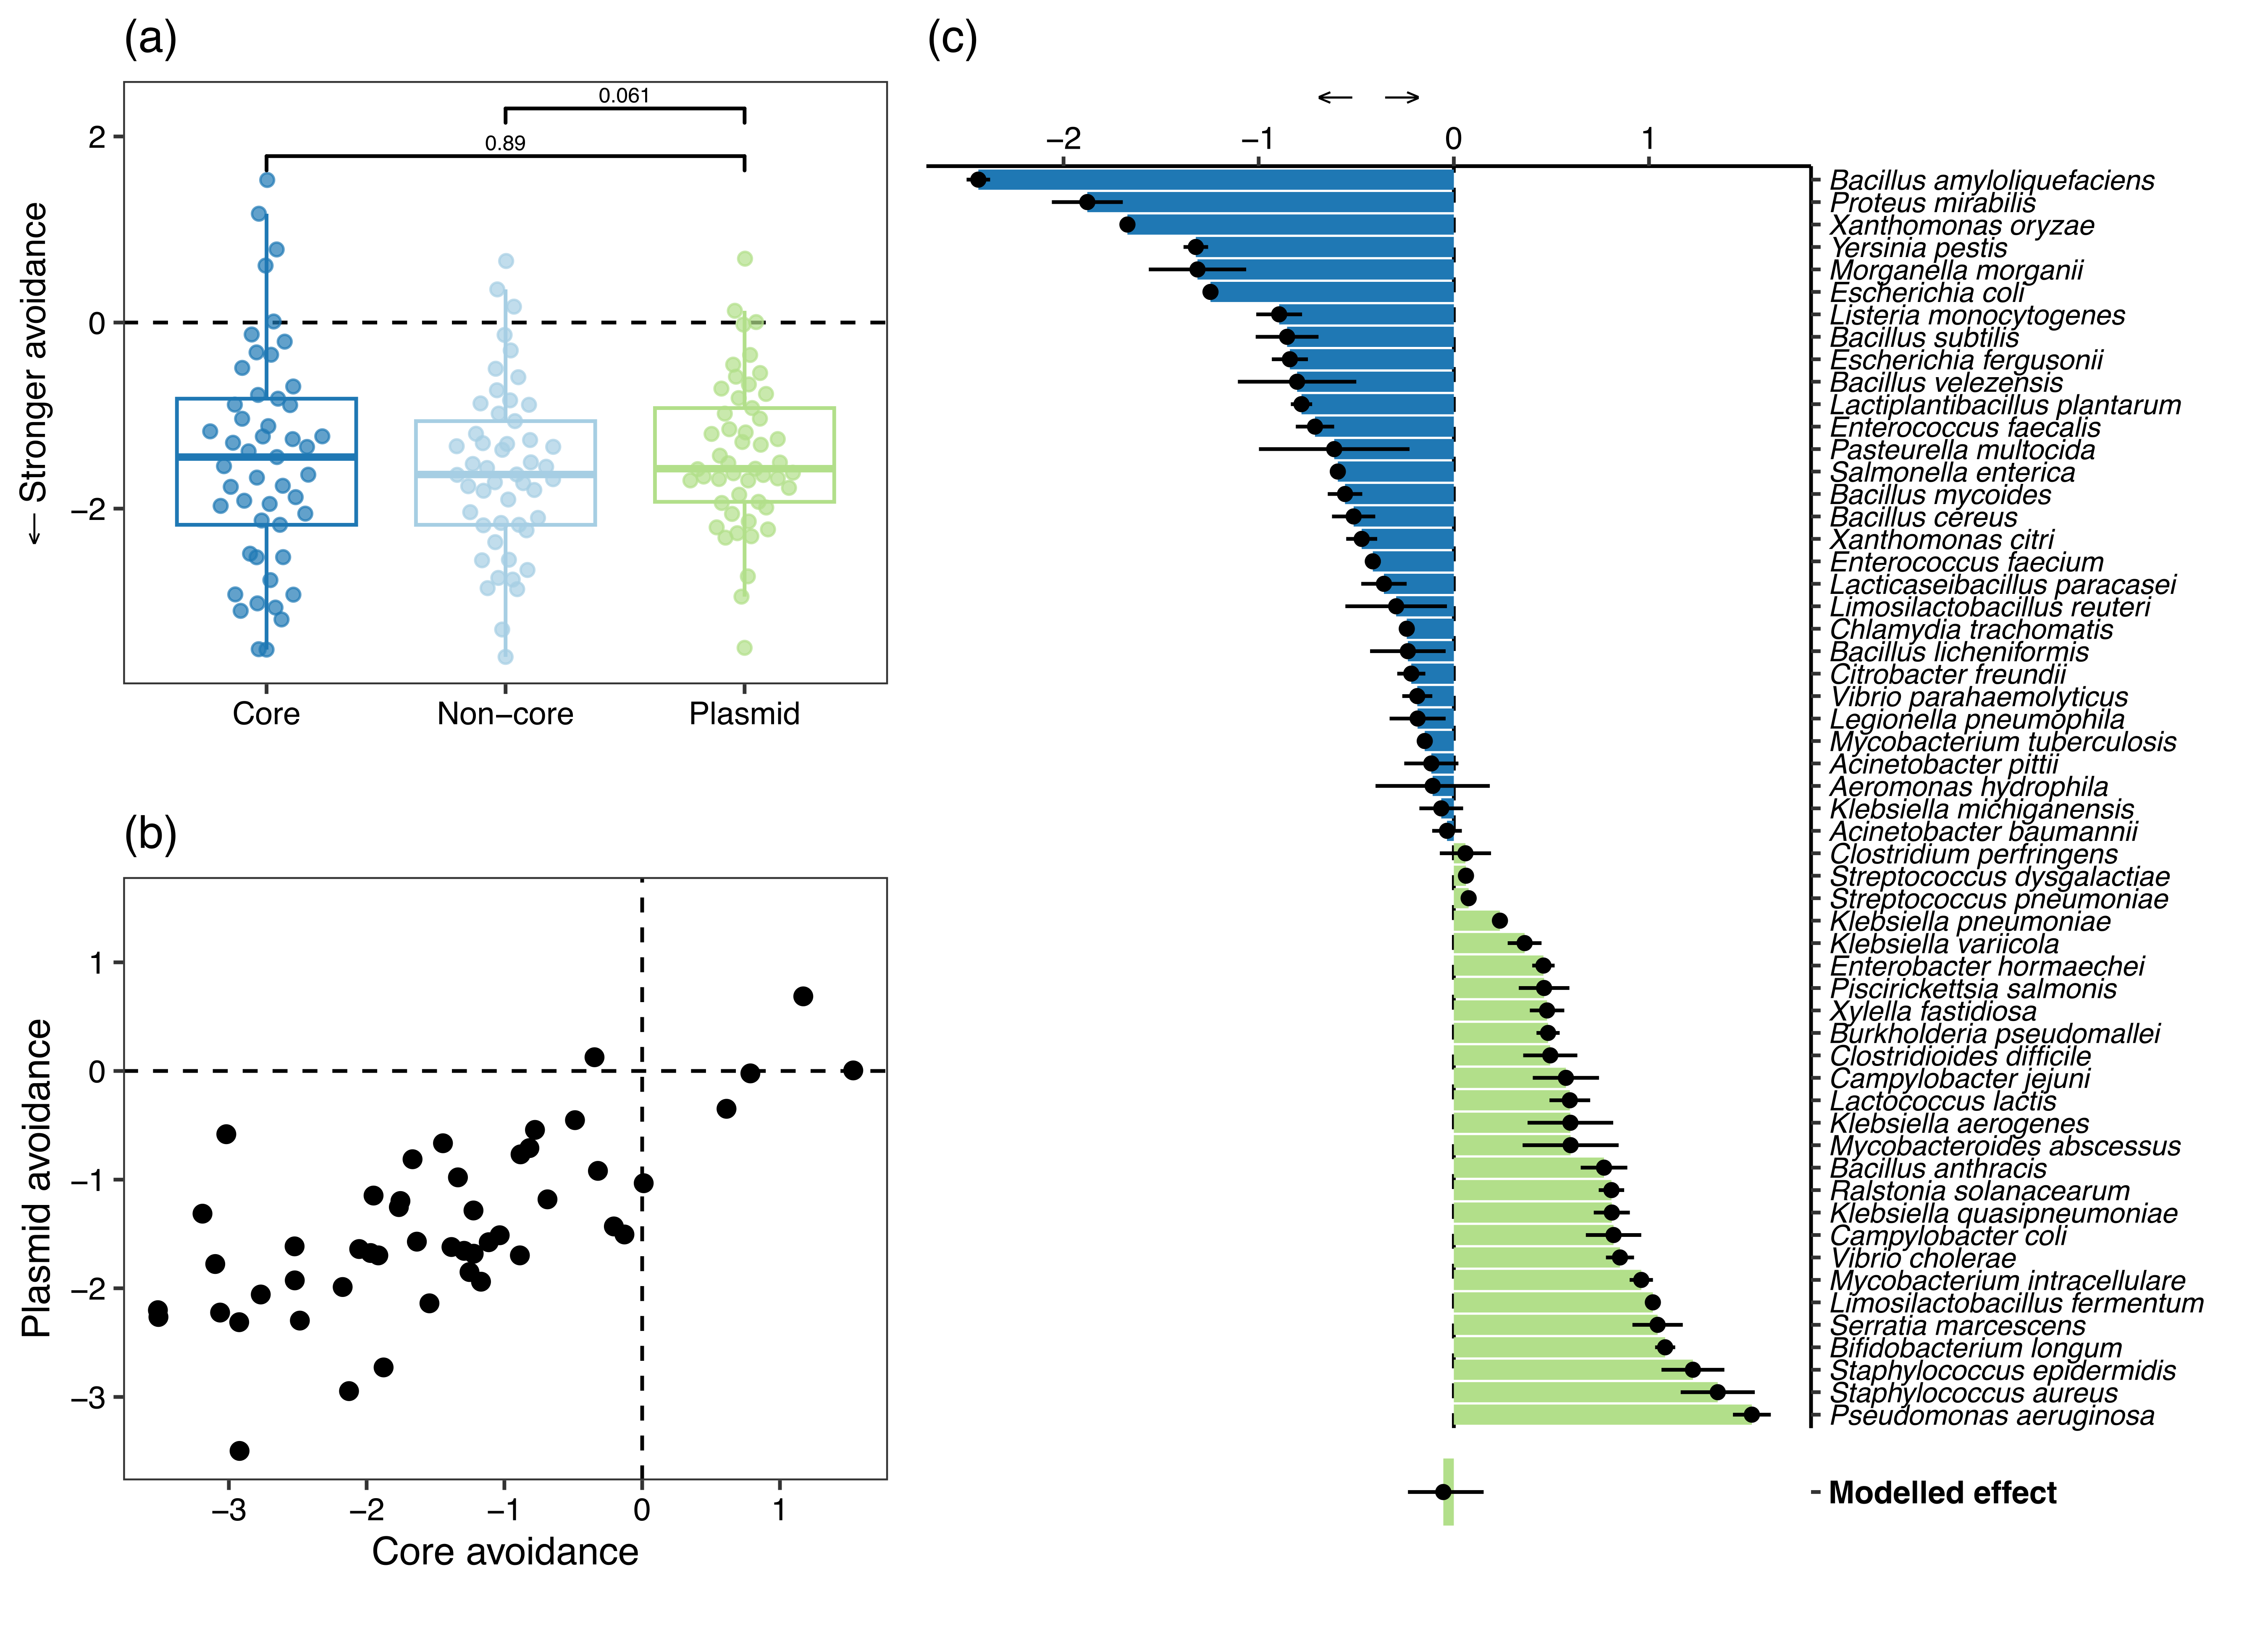 (a)
0.061
0.89
2
0
−2
← Stronger avoidance
Core
Non−core
Plasmid
(b)
1
0
−1
−2
−3
Plasmid avoidance
−3
−2
−1
0
1
Core avoidance
(c)
← →
−2
−1
0
1
Bacillus amyloliquefaciens
Proteus mirabilis
Xanthomonas oryzae
Yersinia pestis
Morganella morganii
Escherichia coli
Listeria monocytogenes
Bacillus subtilis
Escherichia fergusonii
Bacillus velezensis
Lactiplantibacillus plantarum
Enterococcus faecalis
Pasteurella multocida
Salmonella enterica
Bacillus mycoides
Bacillus cereus
Xanthomonas citri
Enterococcus faecium
Lacticaseibacillus paracasei
Limosilactobacillus reuteri
Chlamydia trachomatis
Bacillus licheniformis
Citrobacter freundii
Vibrio parahaemolyticus
Legionella pneumophila
Mycobacterium tuberculosis
Acinetobacter pittii
Aeromonas hydrophila
Klebsiella michiganensis
Acinetobacter baumannii
Clostridium perfringens
Streptococcus dysgalactiae
Streptococcus pneumoniae
Klebsiella pneumoniae
Klebsiella variicola
Enterobacter hormaechei
Piscirickettsia salmonis
Xylella fastidiosa
Burkholderia pseudomallei
Clostridioides difficile
Campylobacter jejuni
Lactococcus lactis
Klebsiella aerogenes
Mycobacteroides abscessus
Bacillus anthracis
Ralstonia solanacearum
Klebsiella quasipneumoniae
Campylobacter coli
Vibrio cholerae
Mycobacterium intracellulare
Limosilactobacillus fermentum
Serratia marcescens
Bifidobacterium longum
Staphylococcus epidermidis
Staphylococcus aureus
Pseudomonas aeruginosa
Modelled effect